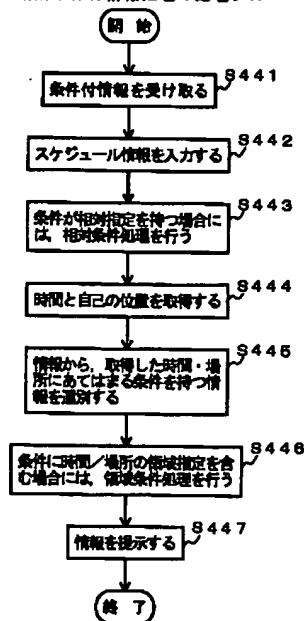 開始
条件付情報を受け取る
S441
スケジュール情報を入力する
S442
条件が相対指定を持つ場合に
は，相対条件処理を行う
S443
時間と自己の位置を取得する
S444
情報から，取得した時間・場
所にあてはまる条件を持つ情
報を選別する
S445
条件に時間／場所の領域指定を含
む場合には，領域条件処理を行う
S446
情報を提示する
S447
終了